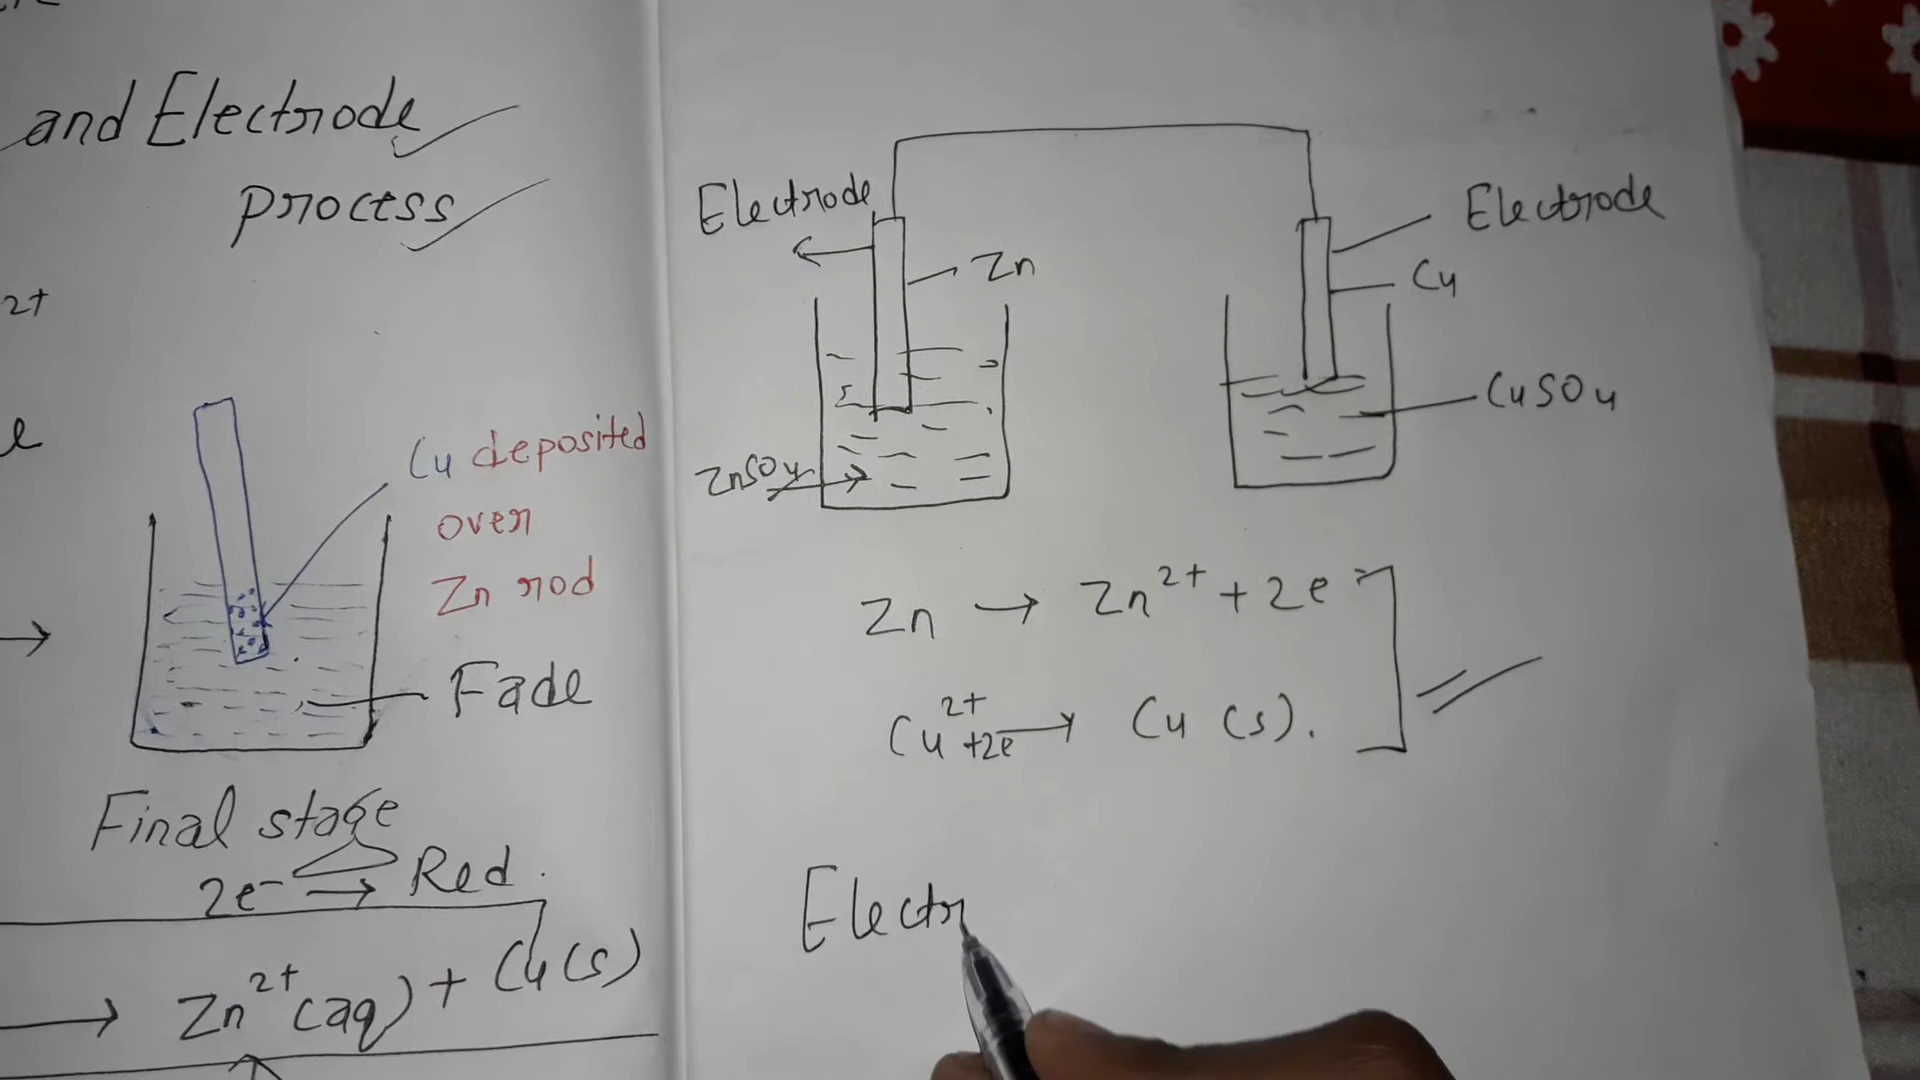 and Electrode
process
2+
Cu deposited
over
Zn rod
Fade
Final stage
2e⁻ → Red.
→ Zn²⁺(aq) + Cu(s)
Electrode
Zn
ZnSO₄
Electrode
Cu
CuSO₄
Zn → Zn²⁺ + 2e
Cu²⁺ +2e → Cu (s).
Electr